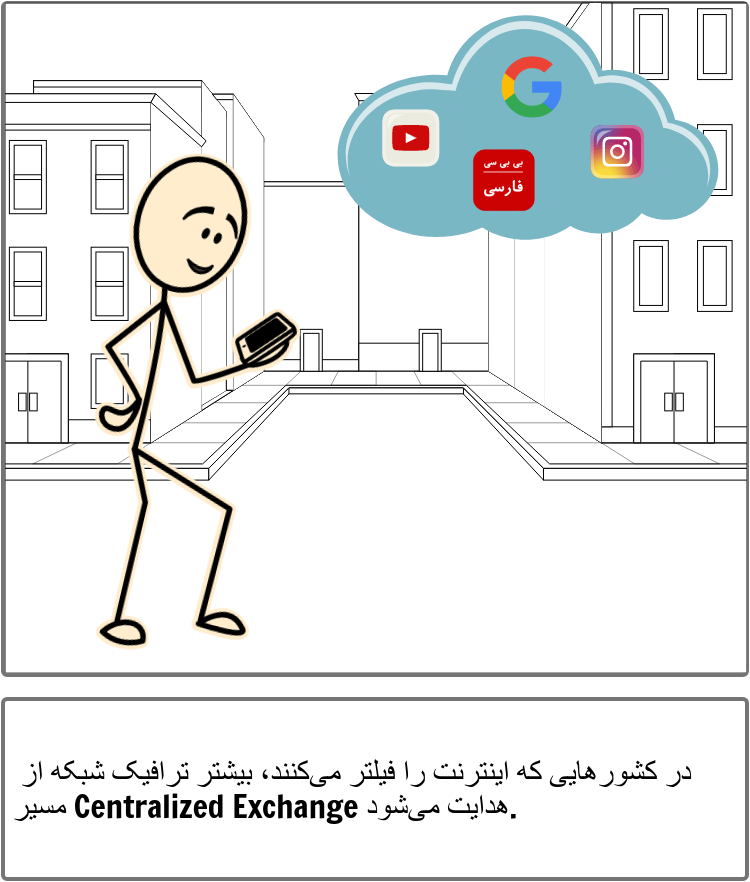 بی بی سی
فارسی
در کشورهایی که اینترنت را فیلتر می‌کنند، بیشتر ترافیک شبکه از
مسیر Centralized Exchange هدایت می‌شود.